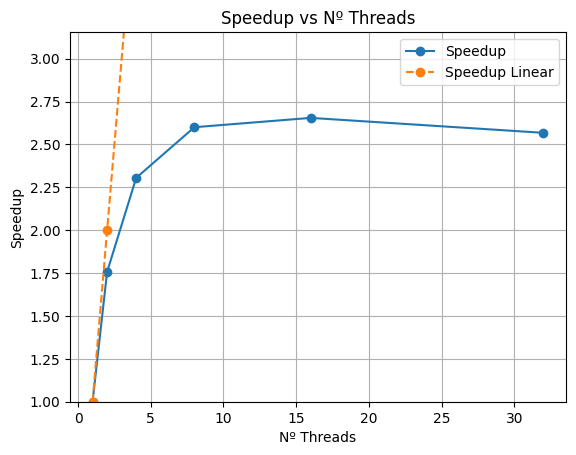 Speedup vs Nº Threads
Speedup
Speedup Linear
3.00
2.75
2.50
2.25
2.00
1.75
1.50
1.25
1.00
Speedup
0 5 10 15 20 25 30
Nº Threads